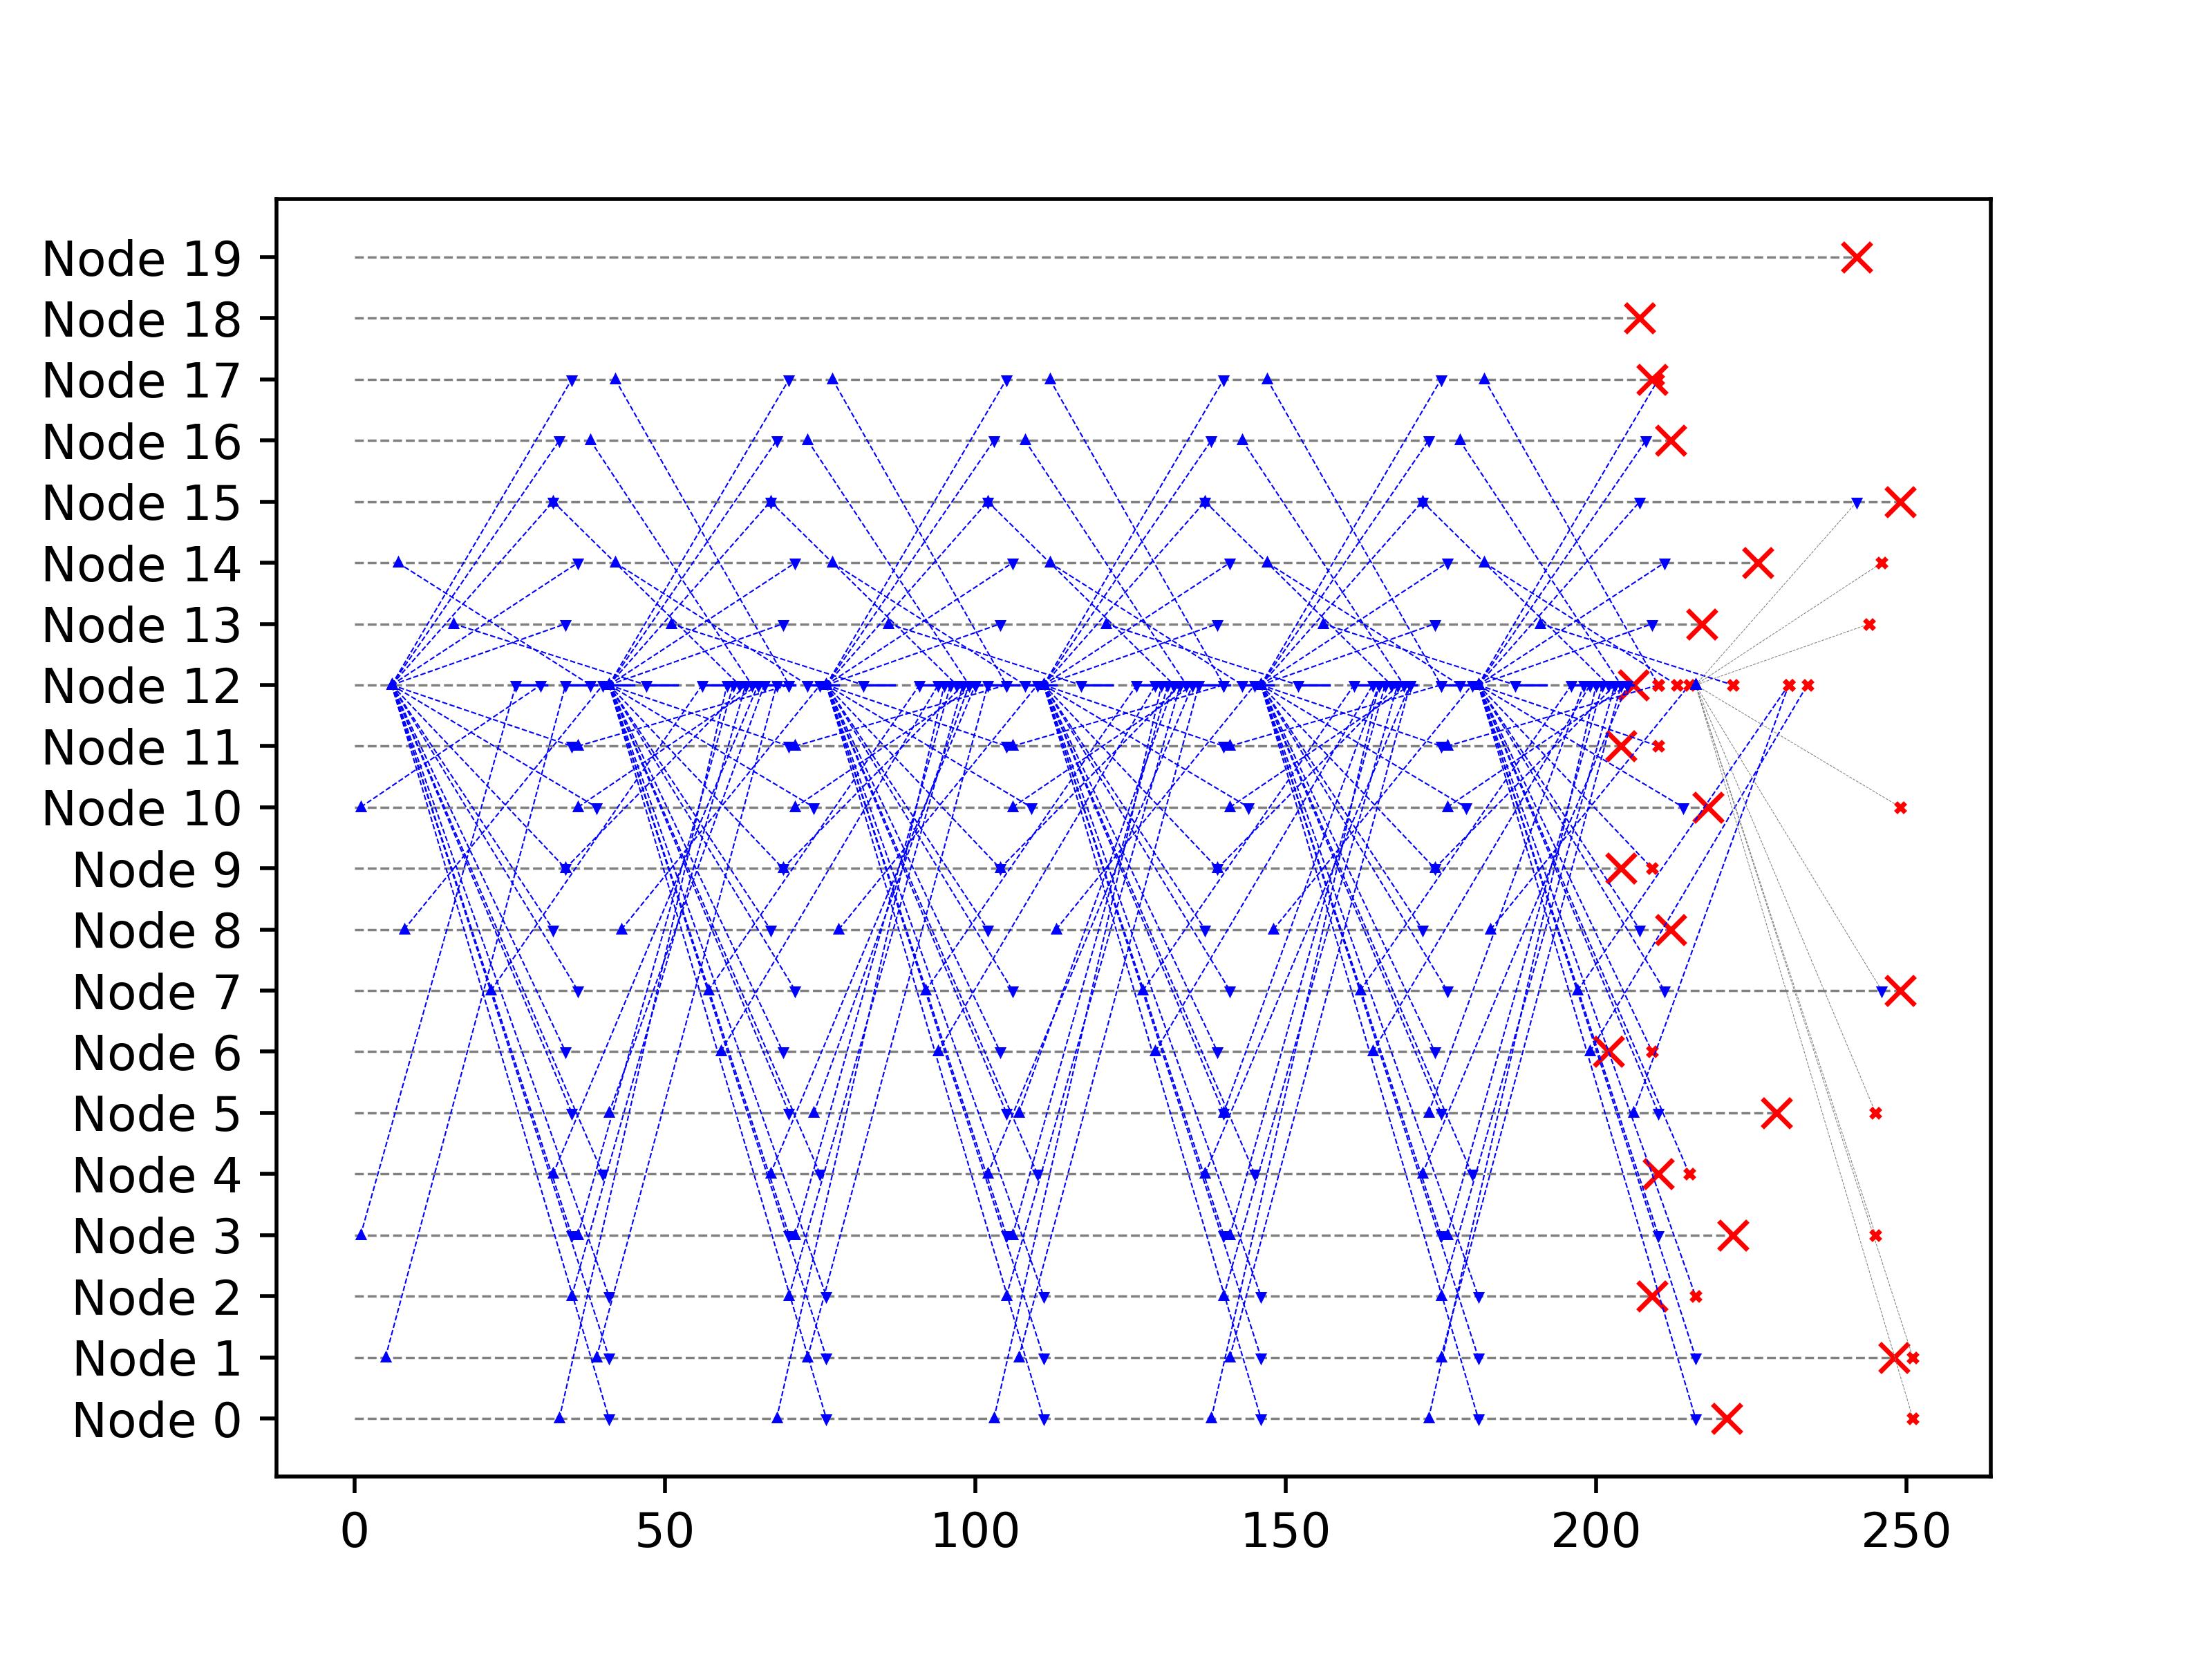 Node 19
Node 18
Node 17
Node 16
Node 15
Node 14
Node 13
Node 12
Node 11
Node 10
Node 9
Node 8
Node 7
Node 6
Node 5
Node 4
Node 3
Node 2
Node 1
Node 0
0 50 100 150 200 250